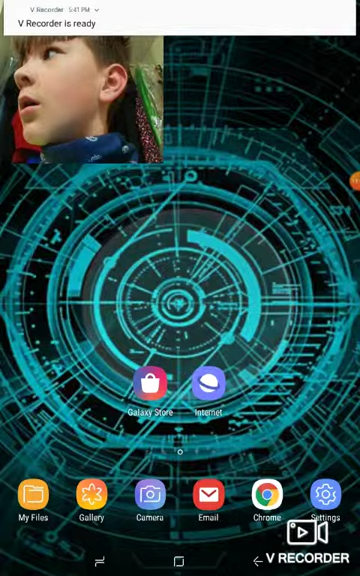 V Recorder • 5:41 PM
V Recorder is ready
Galaxy Store
Internet
My Files
Gallery
Camera
Email
Chrome
Settings
V RECORDER